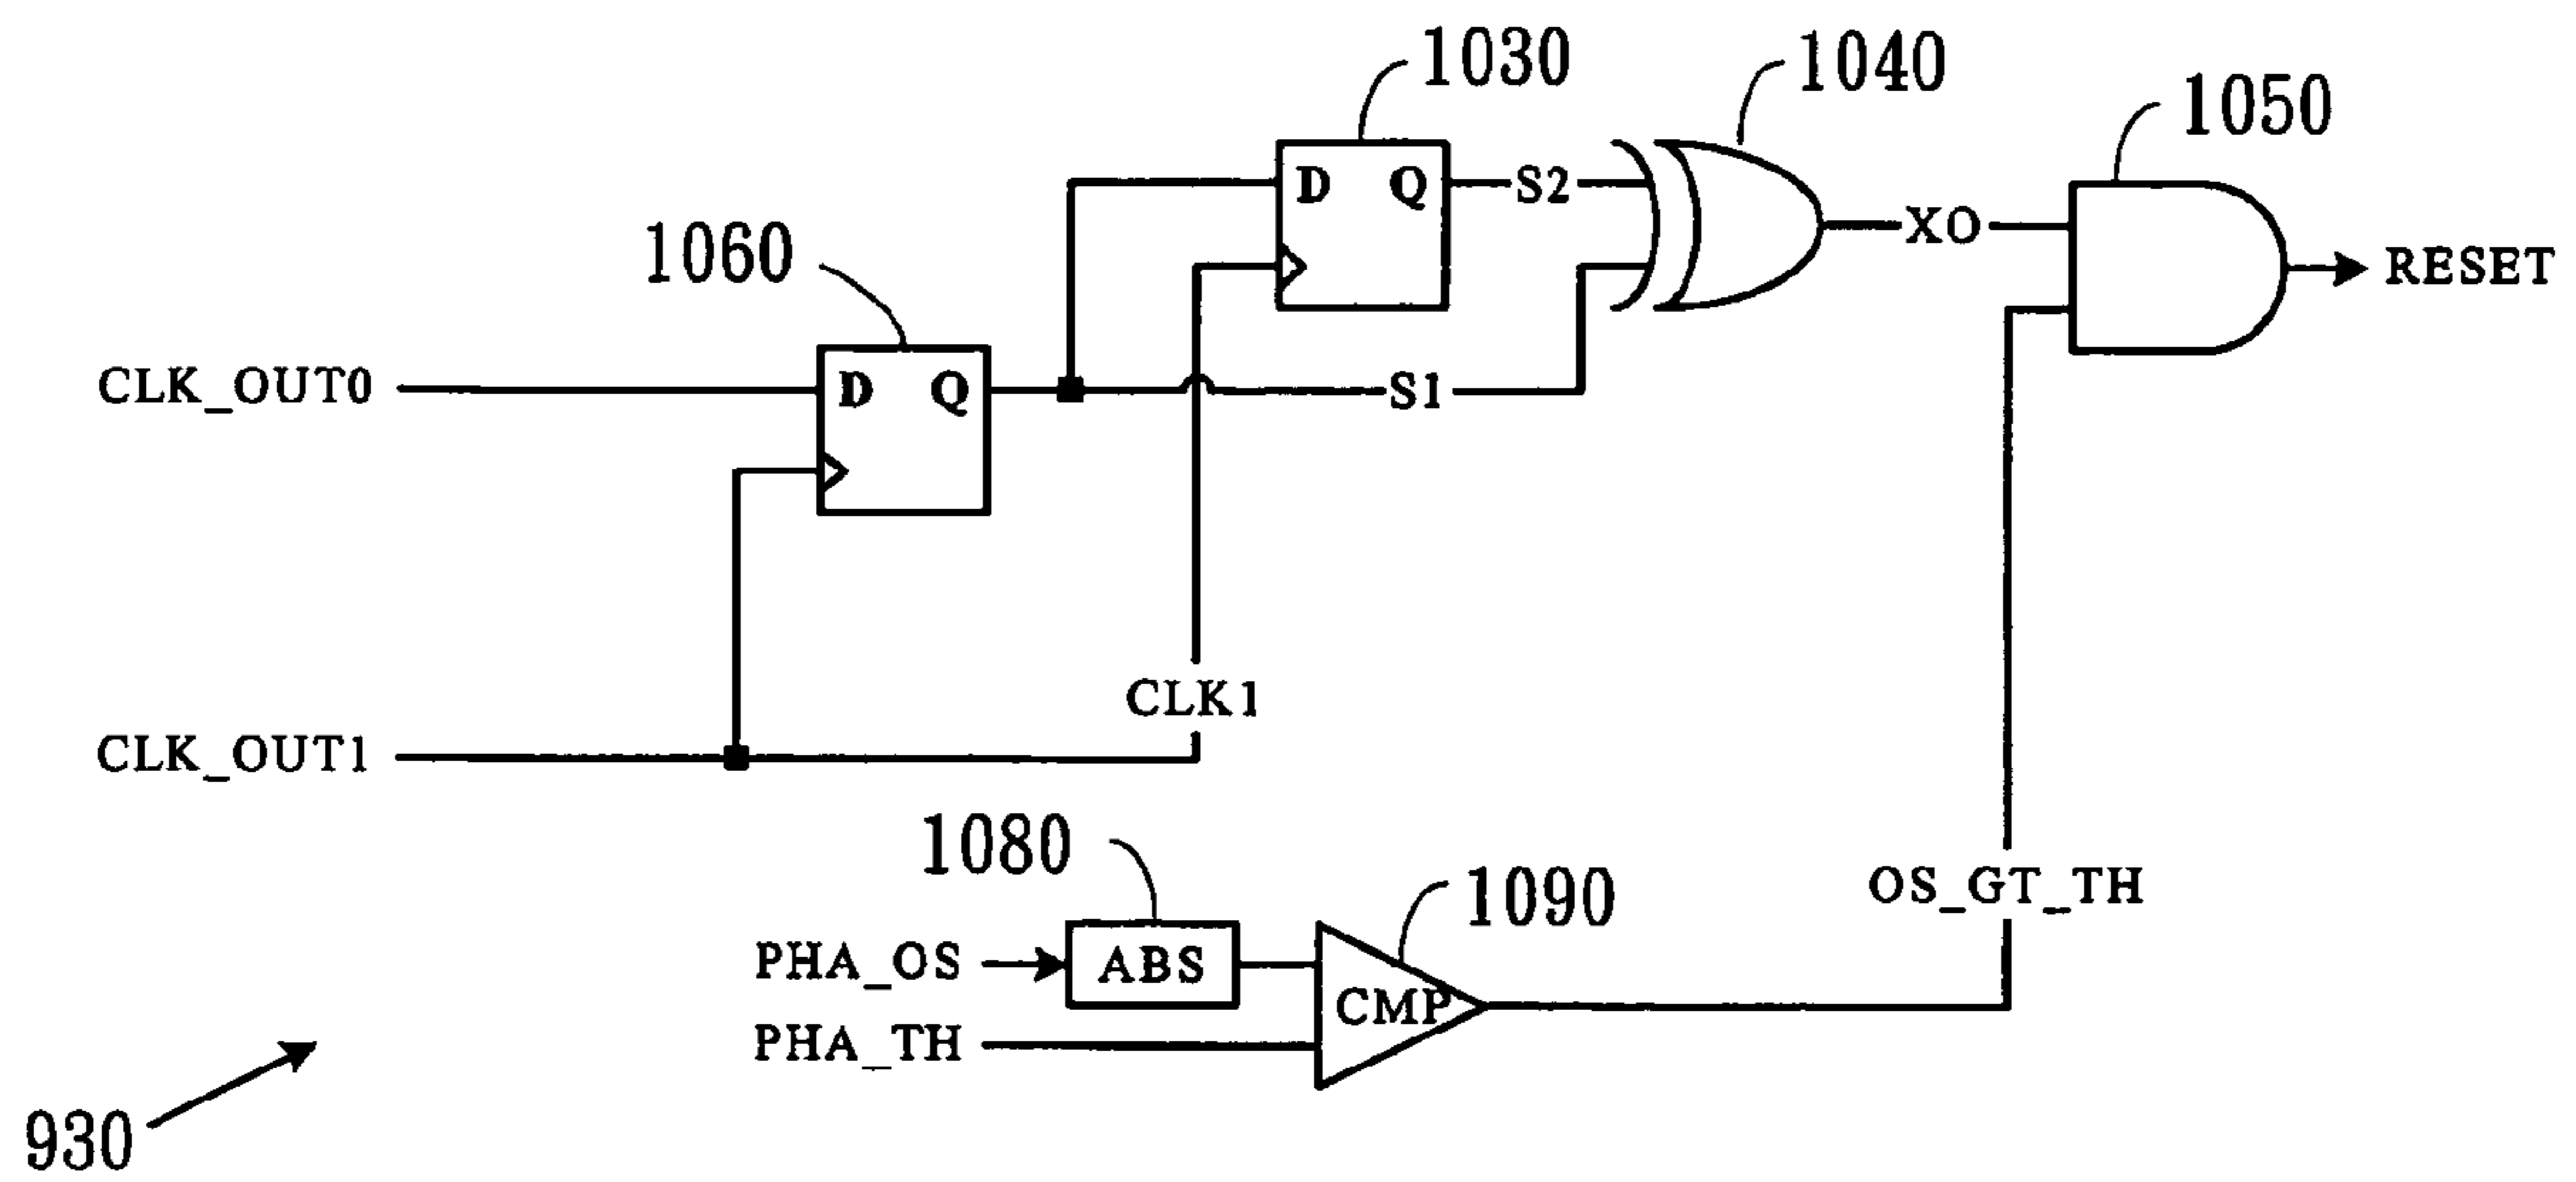 1030
1040
1050
D Q
S2
XO
RESET
1060
CLK_OUT0
D Q
S1
CLK1
CLK_OUT1
1080
1090
OS_GT_TH
PHA_OS
ABS
CMP
PHA_TH
930